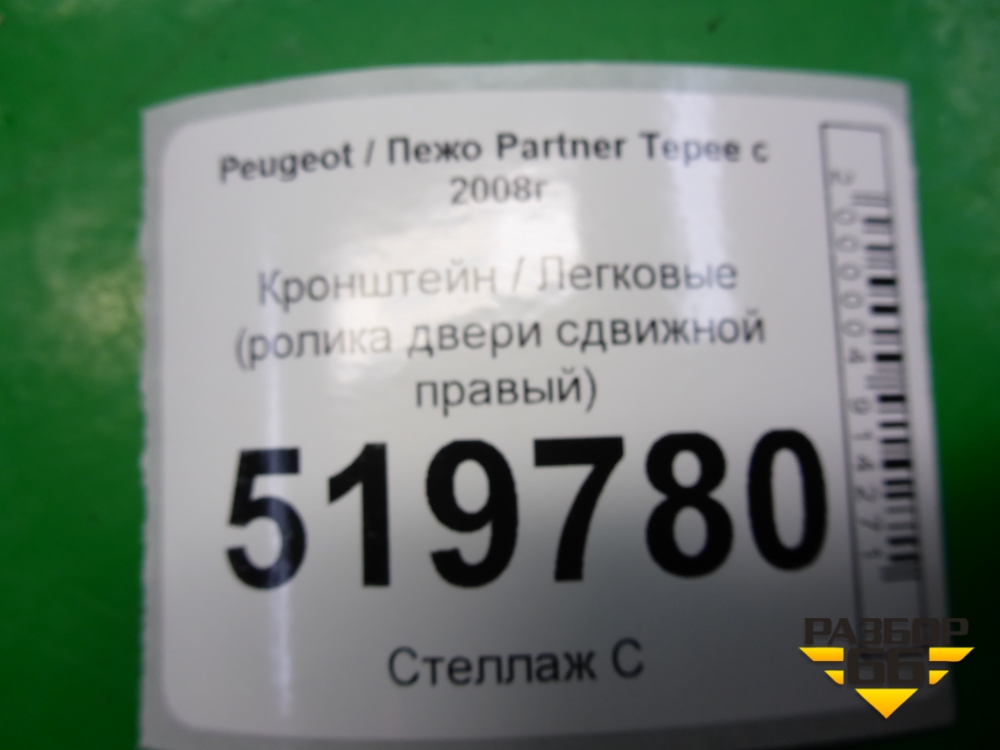 Peugeot / Пежо Partner Tepee с
2008г
Кронштейн / Легковые
(ролика двери сдвижной
правый)
519780
Стеллаж С
2000004914271
РАЗБОР
66